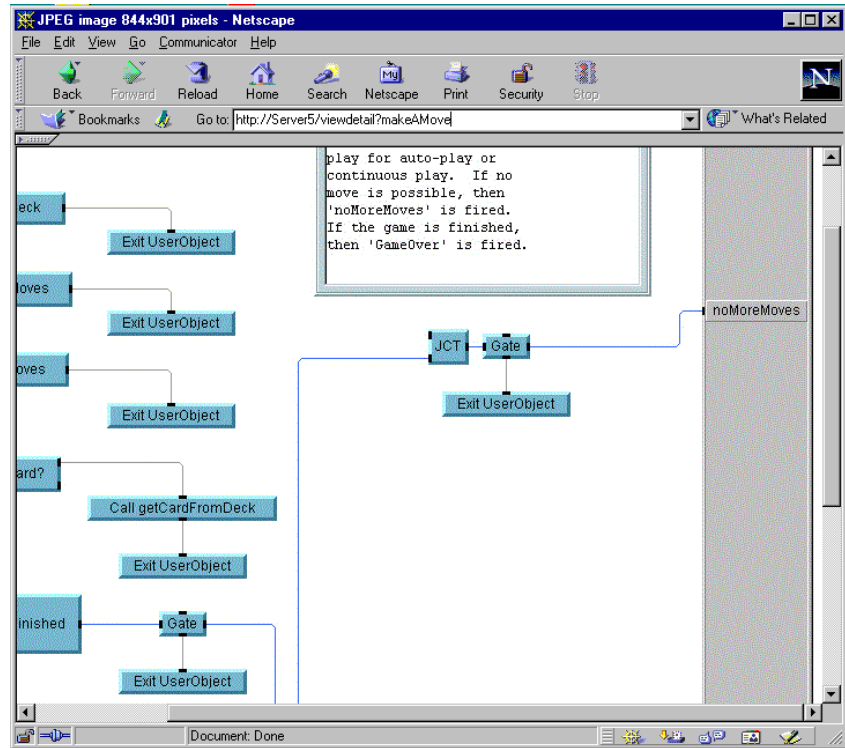 JPEG image 844x901 pixels - Netscape
File Edit View Go Communicator Help
Back Forward Reload Home Search Netscape Print Security Stop
My
N
Bookmarks Go to: http://Server5/viewdetail?makeAMove What's Related
play for auto-play or
continuous play. If no
move is possible, then
'noMoreMoves' is fired.
If the game is finished,
then 'GameOver' is fired.
eck
Exit UserObject
loves
noMoreMoves
Exit UserObject
JCT Gate
oves
Exit UserObject
Exit UserObject
ard?
Call getCardFromDeck
Exit UserObject
inished Gate
Exit UserObject
Document: Done